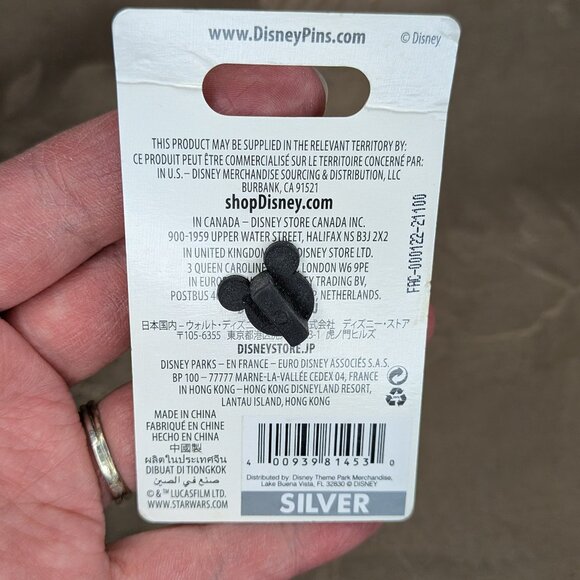 www.DisneyPins.com
© Disney
THIS PRODUCT MAY BE SUPPLIED IN THE RELEVANT TERRITORY BY:
CE PRODUIT PEUT ÊTRE COMMERCIALISÉ SUR LE TERRITOIRE CONCERNÉ PAR:
IN U.S.– DISNEY MERCHANDISE SOURCING & DISTRIBUTION, LLC
BURBANK, CA 91521
shopDisney.com
IN CANADA – DISNEY STORE CANADA INC.
900-1959 UPPER WATER STREET, HALIFAX NS B3J 2X2
IN UNITED KINGDOM DISNEY STORE LTD.
3 QUEEN CAROLINE LONDON W6 9PE
IN EUROPE TRADING BV,
POSTBUS NETHERLANDS.
日本国内 – ウォルト・ディズニ 式会社 ディズニー・ストア
〒105-6355 東京都 虎ノ門ヒルズ
DISNEYSTORE.JP
DISNEY PARKS – EN FRANCE – EURO DISNEY ASSOCIÉS S.A.S.
BP 100 – 77777 MARNE-LA-VALLÉE CEDEX 04, FRANCE
IN HONG KONG – HONG KONG DISNEYLAND RESORT,
LANTAU ISLAND, HONG KONG
FAC-000122-21100
MADE IN CHINA
FABRIQUÉ EN CHINE
HECHO EN CHINA
中國製
ผลิตในประเทศจีน
DIBUAT DI TIONGKOK
صنع في الصين
© & ™ LUCASFILM LTD.
WWW.STARWARS.COM
4 00939 81453 0
Distributed by: Disney Theme Park Merchandise,
Lake Buena Vista, FL 32830 © DISNEY
SILVER